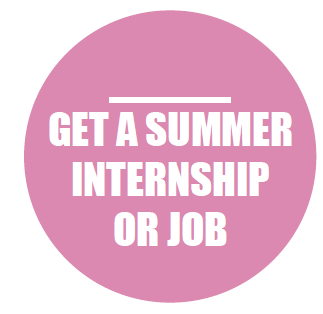 GET A SUMMER
INTERNSHIP
OR JOB